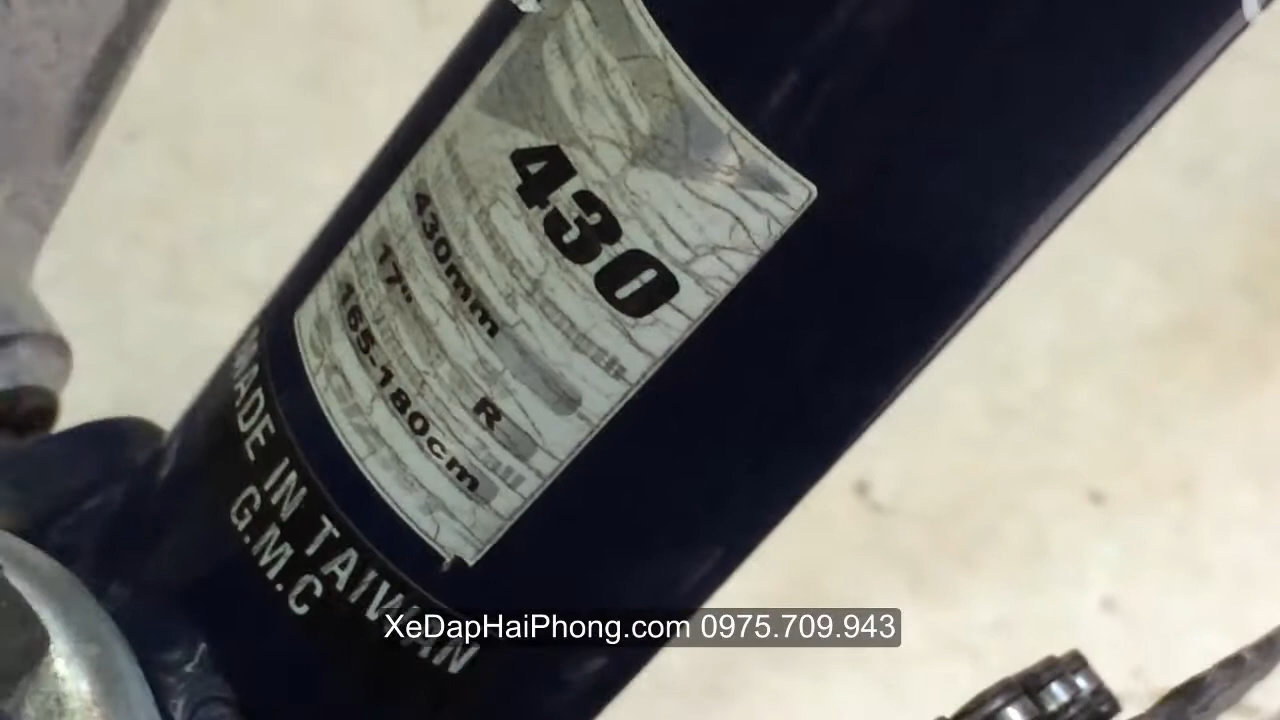 430
430mm
17" R
165-180cm
MADE IN TAIWAN
G.M.C
XeDapHaiPhong.com 0975.709.943